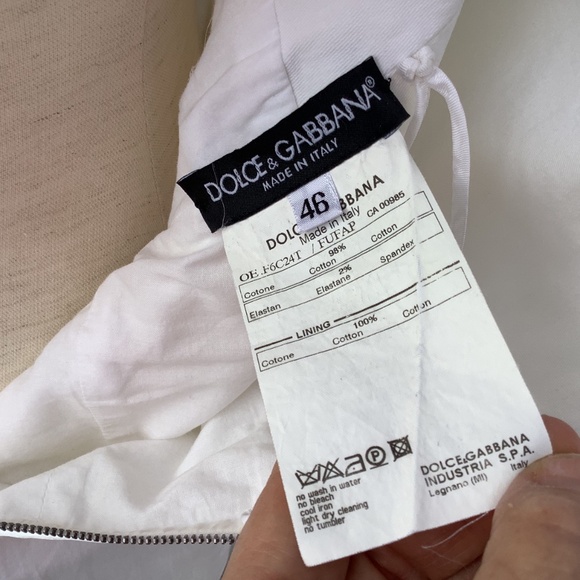 DOLCE & GABBANA®
MADE IN ITALY
46
DOLC BBANA
Made in Italy
OE .F6C24T / FUFAP CA 00985
98%
Cotone Cotton Cotton
2%
Elastan Elastane Spandex
LINING
100%
Cotone Cotton Cotton
P
no wash in water
no bleach
cool iron
light dry cleaning
no tumbler
DOLCE&GABBANA
INDUSTRIA S.P.A.
Legnano (MI) Italy